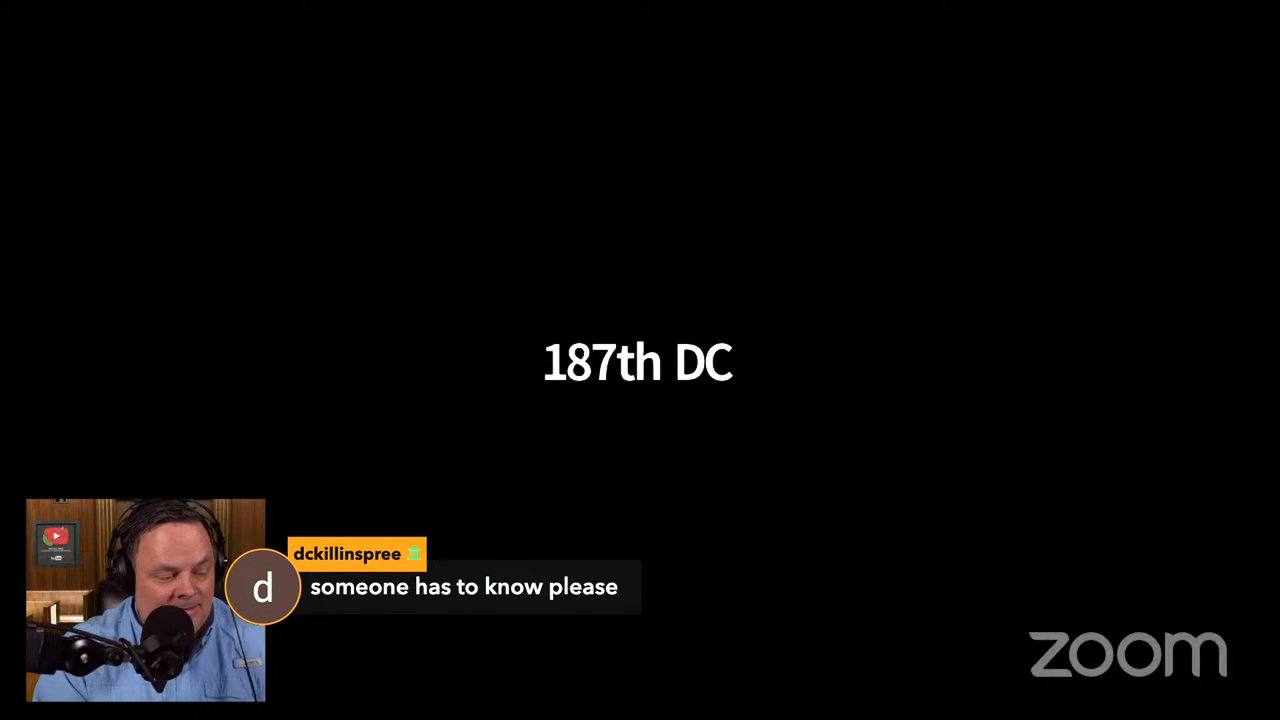 187th DC
dckillinspree
d
someone has to know please
zoom